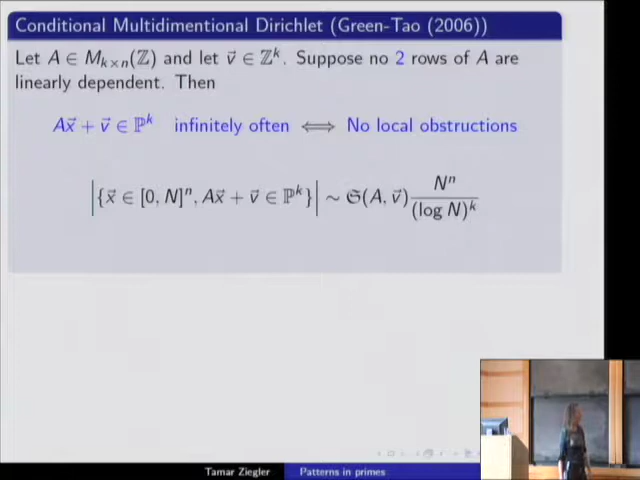 Conditional Multidimentional Dirichlet (Green-Tao (2006))
Let A ∈ M_{k×n}(ℤ) and let v⃗ ∈ ℤ^k. Suppose no 2 rows of A are
linearly dependent. Then
Ax⃗ + v⃗ ∈ ℙ^k infinitely often ⟺ No local obstructions
|{x⃗ ∈ [0, N]^n, Ax⃗ + v⃗ ∈ ℙ^k}| ∼ 𝔖(A, v⃗) N^n / (log N)^k
Tamar Ziegler Patterns in primes